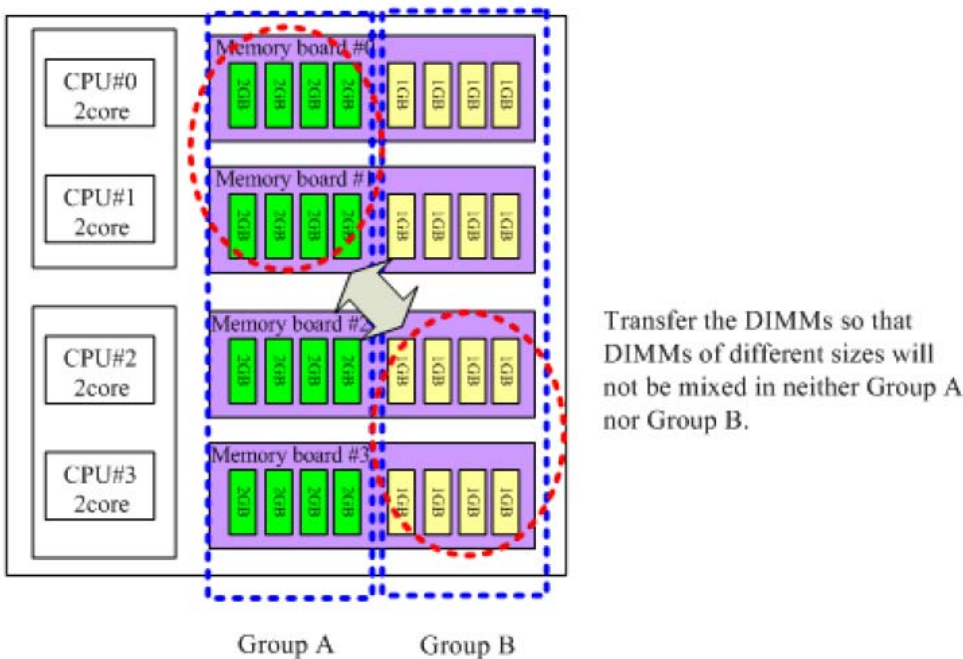 CPU#0
2core
CPU#1
2core
CPU#2
2core
CPU#3
2core
Memory board #0
2GB 2GB 2GB 2GB 1GB 1GB 1GB 1GB
Memory board #1
2GB 2GB 2GB 2GB 1GB 1GB 1GB 1GB
Memory board #2
2GB 2GB 2GB 2GB 1GB 1GB 1GB 1GB
Memory board #3
2GB 2GB 2GB 2GB 1GB 1GB 1GB 1GB
Transfer the DIMMs so that
DIMMs of different sizes will
not be mixed in neither Group A
nor Group B.
Group A
Group B